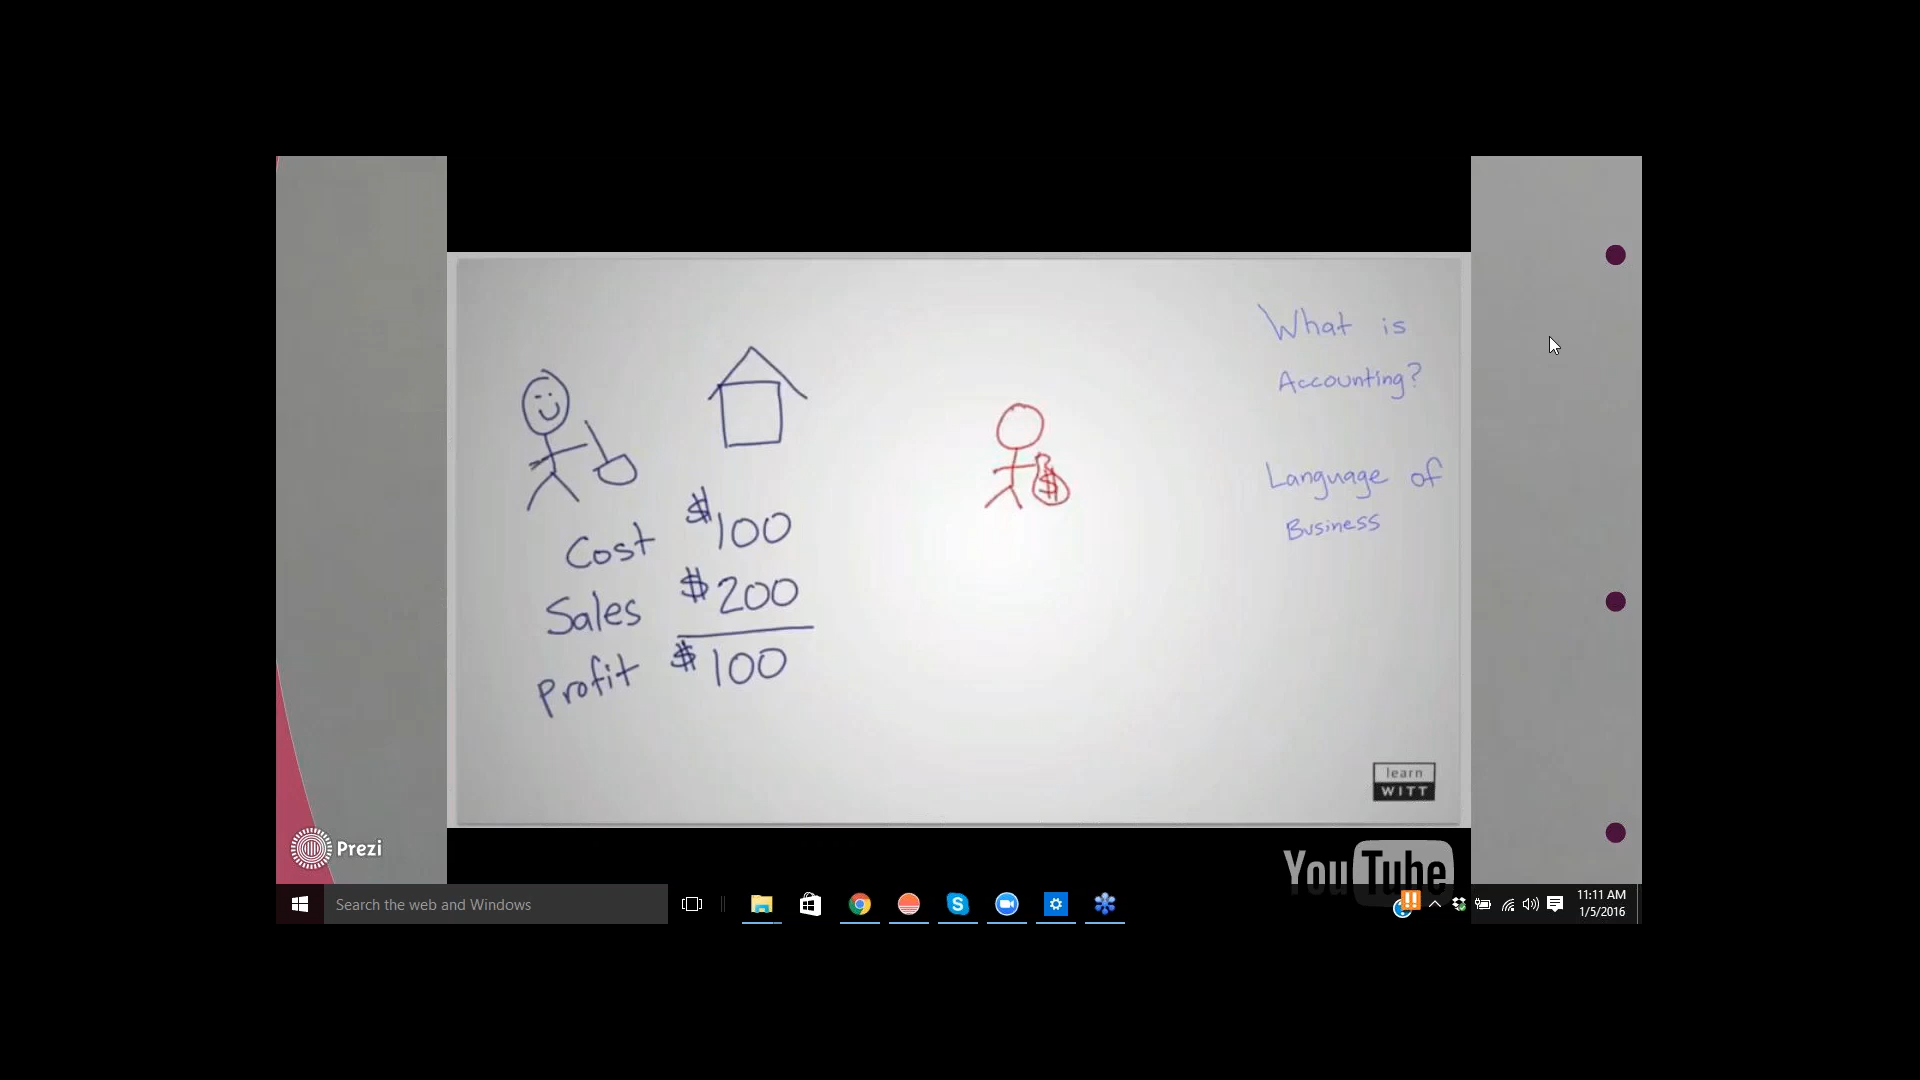 What is
Accounting?
Language of
Business
Cost $100
Sales $200
Profit $100
learn
WITT
Prezi
YouTube
Search the web and Windows
11:11 AM
1/5/2016